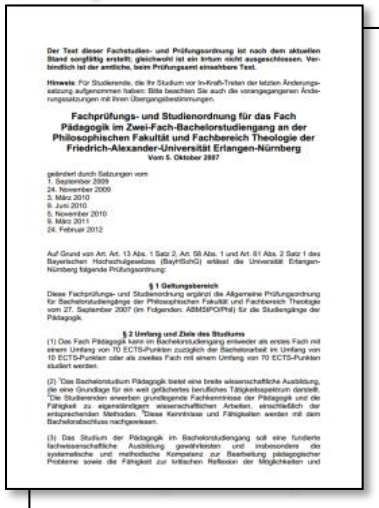 Der Text dieser Fachstudien- und Prüfungsordnung ist nach dem aktuellen
Stand sorgfältig erstellt; gleichwohl ist ein Irrtum nicht ausgeschlossen. Ver-
bindlich ist der amtliche, beim Prüfungsamt einsehbare Text.
Hinweis: Für Studierende, die Ihr Studium vor In-Kraft-Treten der letzten Änderungs-
satzung aufgenommen haben: Bitte beachten Sie auch die vorangegangenen Ände-
rungssatzungen mit ihren Übergangsbestimmungen.
Fachprüfungs- und Studienordnung für das Fach
Pädagogik im Zwei-Fach-Bachelorstudiengang an der
Philosophischen Fakultät und Fachbereich Theologie der
Friedrich-Alexander-Universität Erlangen-Nürnberg
Vom 5. Oktober 2007
geändert durch Satzungen vom
1. September 2009
24. November 2009
3. März 2010
9. Juni 2010
5. November 2010
9. März 2011
24. Februar 2012
Auf Grund von Art. Art. 13 Abs. 1 Satz 2, Art. 58 Abs. 1 und Art. 61 Abs. 2 Satz 1 des
Bayerischen Hochschulgesetzes (BayHSchG) erlässt die Universität Erlangen-
Nürnberg folgende Prüfungsordnung:
§ 1 Geltungsbereich
Diese Fachprüfungs- und Studienordnung ergänzt die Allgemeine Prüfungsordnung
für Bachelorstudiengänge der Philosophischen Fakultät und Fachbereich Theologie
vom 27. September 2007 (im Folgenden: ABMStPO/Phil) für die Studiengänge der
Pädagogik.
§ 2 Umfang und Ziele des Studiums
(1) Das Fach Pädagogik kann im Bachelorstudiengang entweder als erstes Fach mit
einem Umfang von 70 ECTS-Punkten zuzüglich der Bachelorarbeit im Umfang von
10 ECTS-Punkten oder als zweites Fach mit einem Umfang von 70 ECTS-Punkten
studiert werden.
(2) ¹Das Bachelorstudium Pädagogik bietet eine breite wissenschaftliche Ausbildung,
die eine Grundlage für ein weit gefächertes berufliches Tätigkeitsspektrum darstellt.
²Die Studierenden erwerben grundlegende Fachkenntnisse der Pädagogik und die
Fähigkeit zu eigenständigem wissenschaftlichen Arbeiten, einschließlich der
entsprechenden Methoden. ³Diese Kenntnisse und Fähigkeiten werden mit dem
Bachelorabschluss nachgewiesen.
(3) Das Studium der Pädagogik im Bachelorstudiengang soll eine fundierte
fachwissenschaftliche Ausbildung gewährleisten und insbesondere die
systematische und methodische Kompetenz zur Bearbeitung pädagogischer
Probleme sowie die Fähigkeit zur kritischen Reflexion der Möglichkeiten und